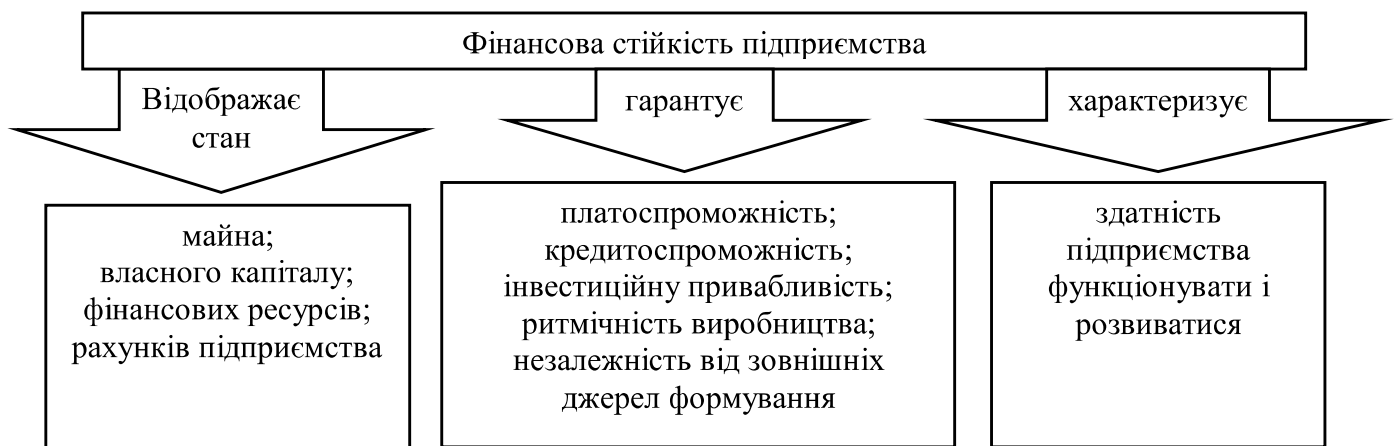 Фінансова стійкість підприємства
Відображає
стан
гарантує
характеризує
майна;
власного капіталу;
фінансових ресурсів;
рахунків підприємства
платоспроможність;
кредитоспроможність;
інвестиційну привабливість;
ритмічність виробництва;
незалежність від зовнішніх
джерел формування
здатність
підприємства
функціонувати і
розвиватися